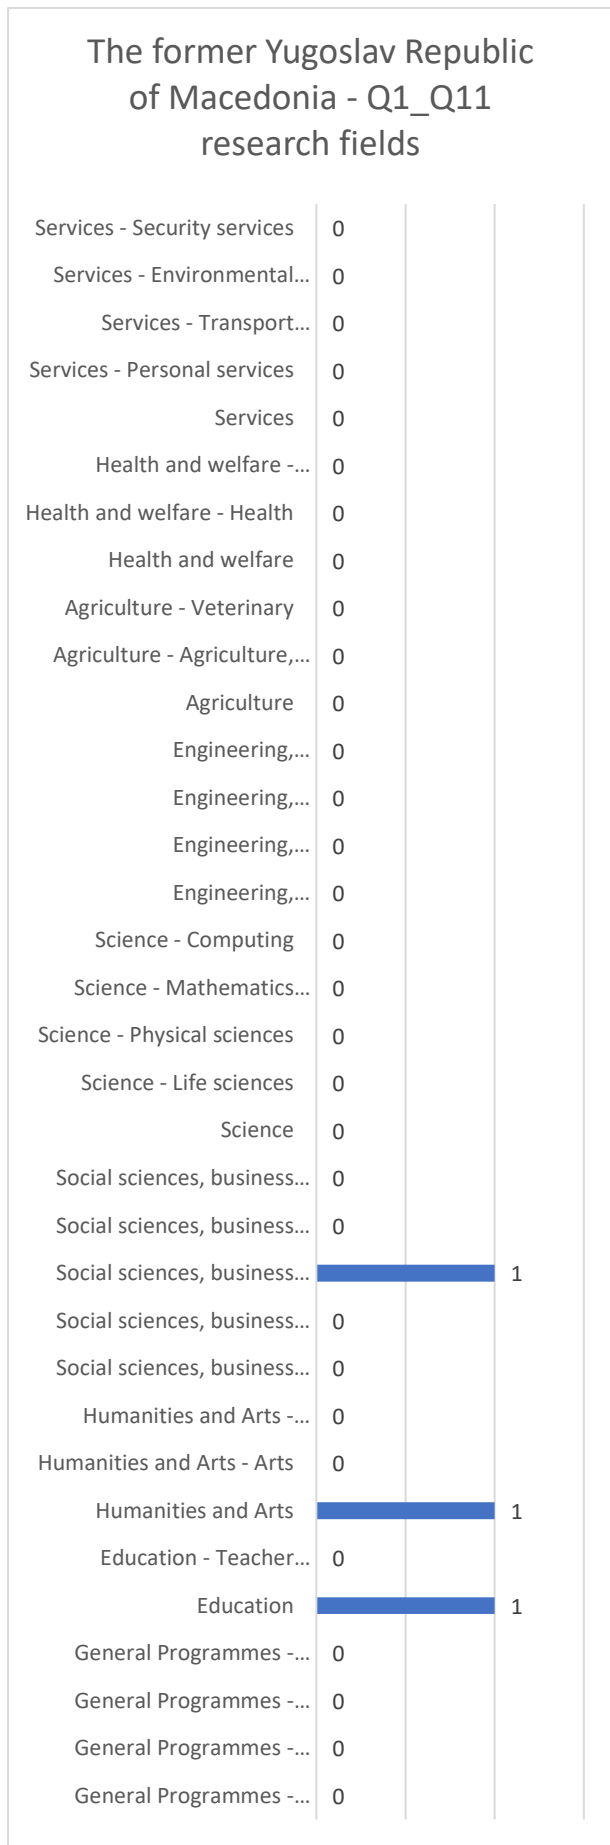 The former Yugoslav Republic
of Macedonia - Q1_Q11
research fields
Services - Security services 0
Services - Environmental... 0
Services - Transport... 0
Services - Personal services 0
Services 0
Health and welfare -... 0
Health and welfare - Health 0
Health and welfare 0
Agriculture - Veterinary 0
Agriculture - Agriculture,... 0
Agriculture 0
Engineering,... 0
Engineering,... 0
Engineering,... 0
Engineering,... 0
Science - Computing 0
Science - Mathematics... 0
Science - Physical sciences 0
Science - Life sciences 0
Science 0
Social sciences, business... 0
Social sciences, business... 0
Social sciences, business... 1
Social sciences, business... 0
Social sciences, business... 0
Humanities and Arts -... 0
Humanities and Arts - Arts 0
Humanities and Arts 1
Education - Teacher... 0
Education 1
General Programmes -... 0
General Programmes -... 0
General Programmes -... 0
General Programmes -... 0